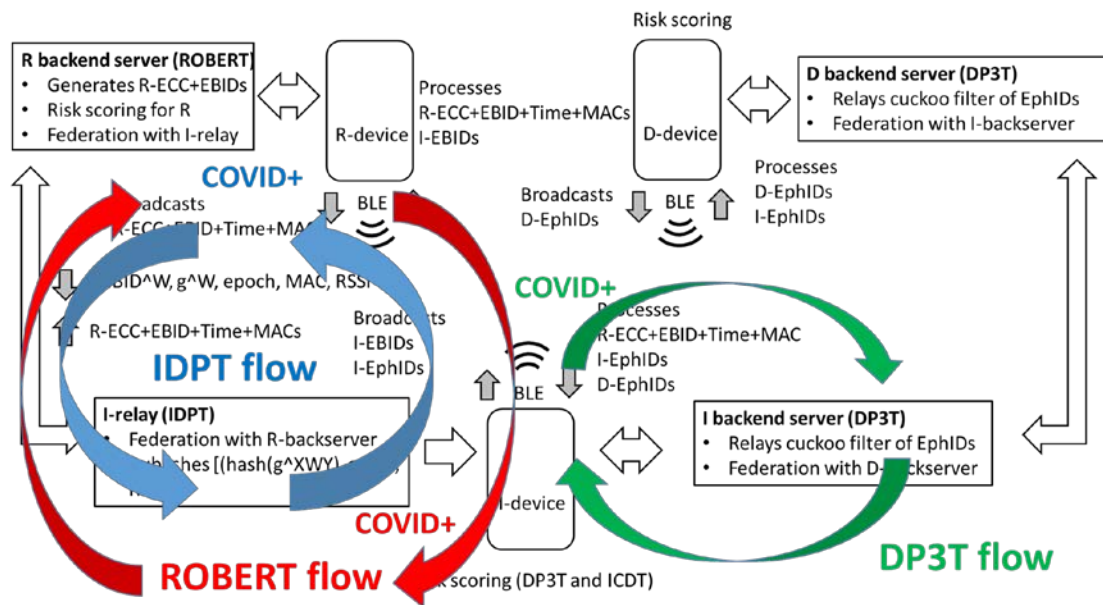 Risk scoring
R backend server (ROBERT)
• Generates R-ECC+EBIDs
• Risk scoring for R
• Federation with I-relay
R-device
Processes
R-ECC+EBID+Time+MACs
I-EBIDs
D-device
D backend server (DP3T)
• Relays cuckoo filter of EphIDs
• Federation with I-backserver
COVID+
BLE
Broadcasts
D-EphIDs
BLE
Processes
D-EphIDs
I-EphIDs
R-ECC+EBID+Time+MAC
^W, g^W, epoch, MAC, RSSI
R-ECC+EBID+Time+MACs
IDPT flow
Broadcasts
I-EBIDs
I-EphIDs
COVID+
Processes
R-ECC+EBID+Time+MAC
I-EphIDs
D-EphIDs
BLE
I-relay (IDPT)
• Federation with R-backserver
[(hash(g^XWY),
COVID+
I-device
I backend server (DP3T)
• Relays cuckoo filter of EphIDs
• Federation with D-backserver
ROBERT flow
scoring (DP3T and ICDT)
DP3T flow